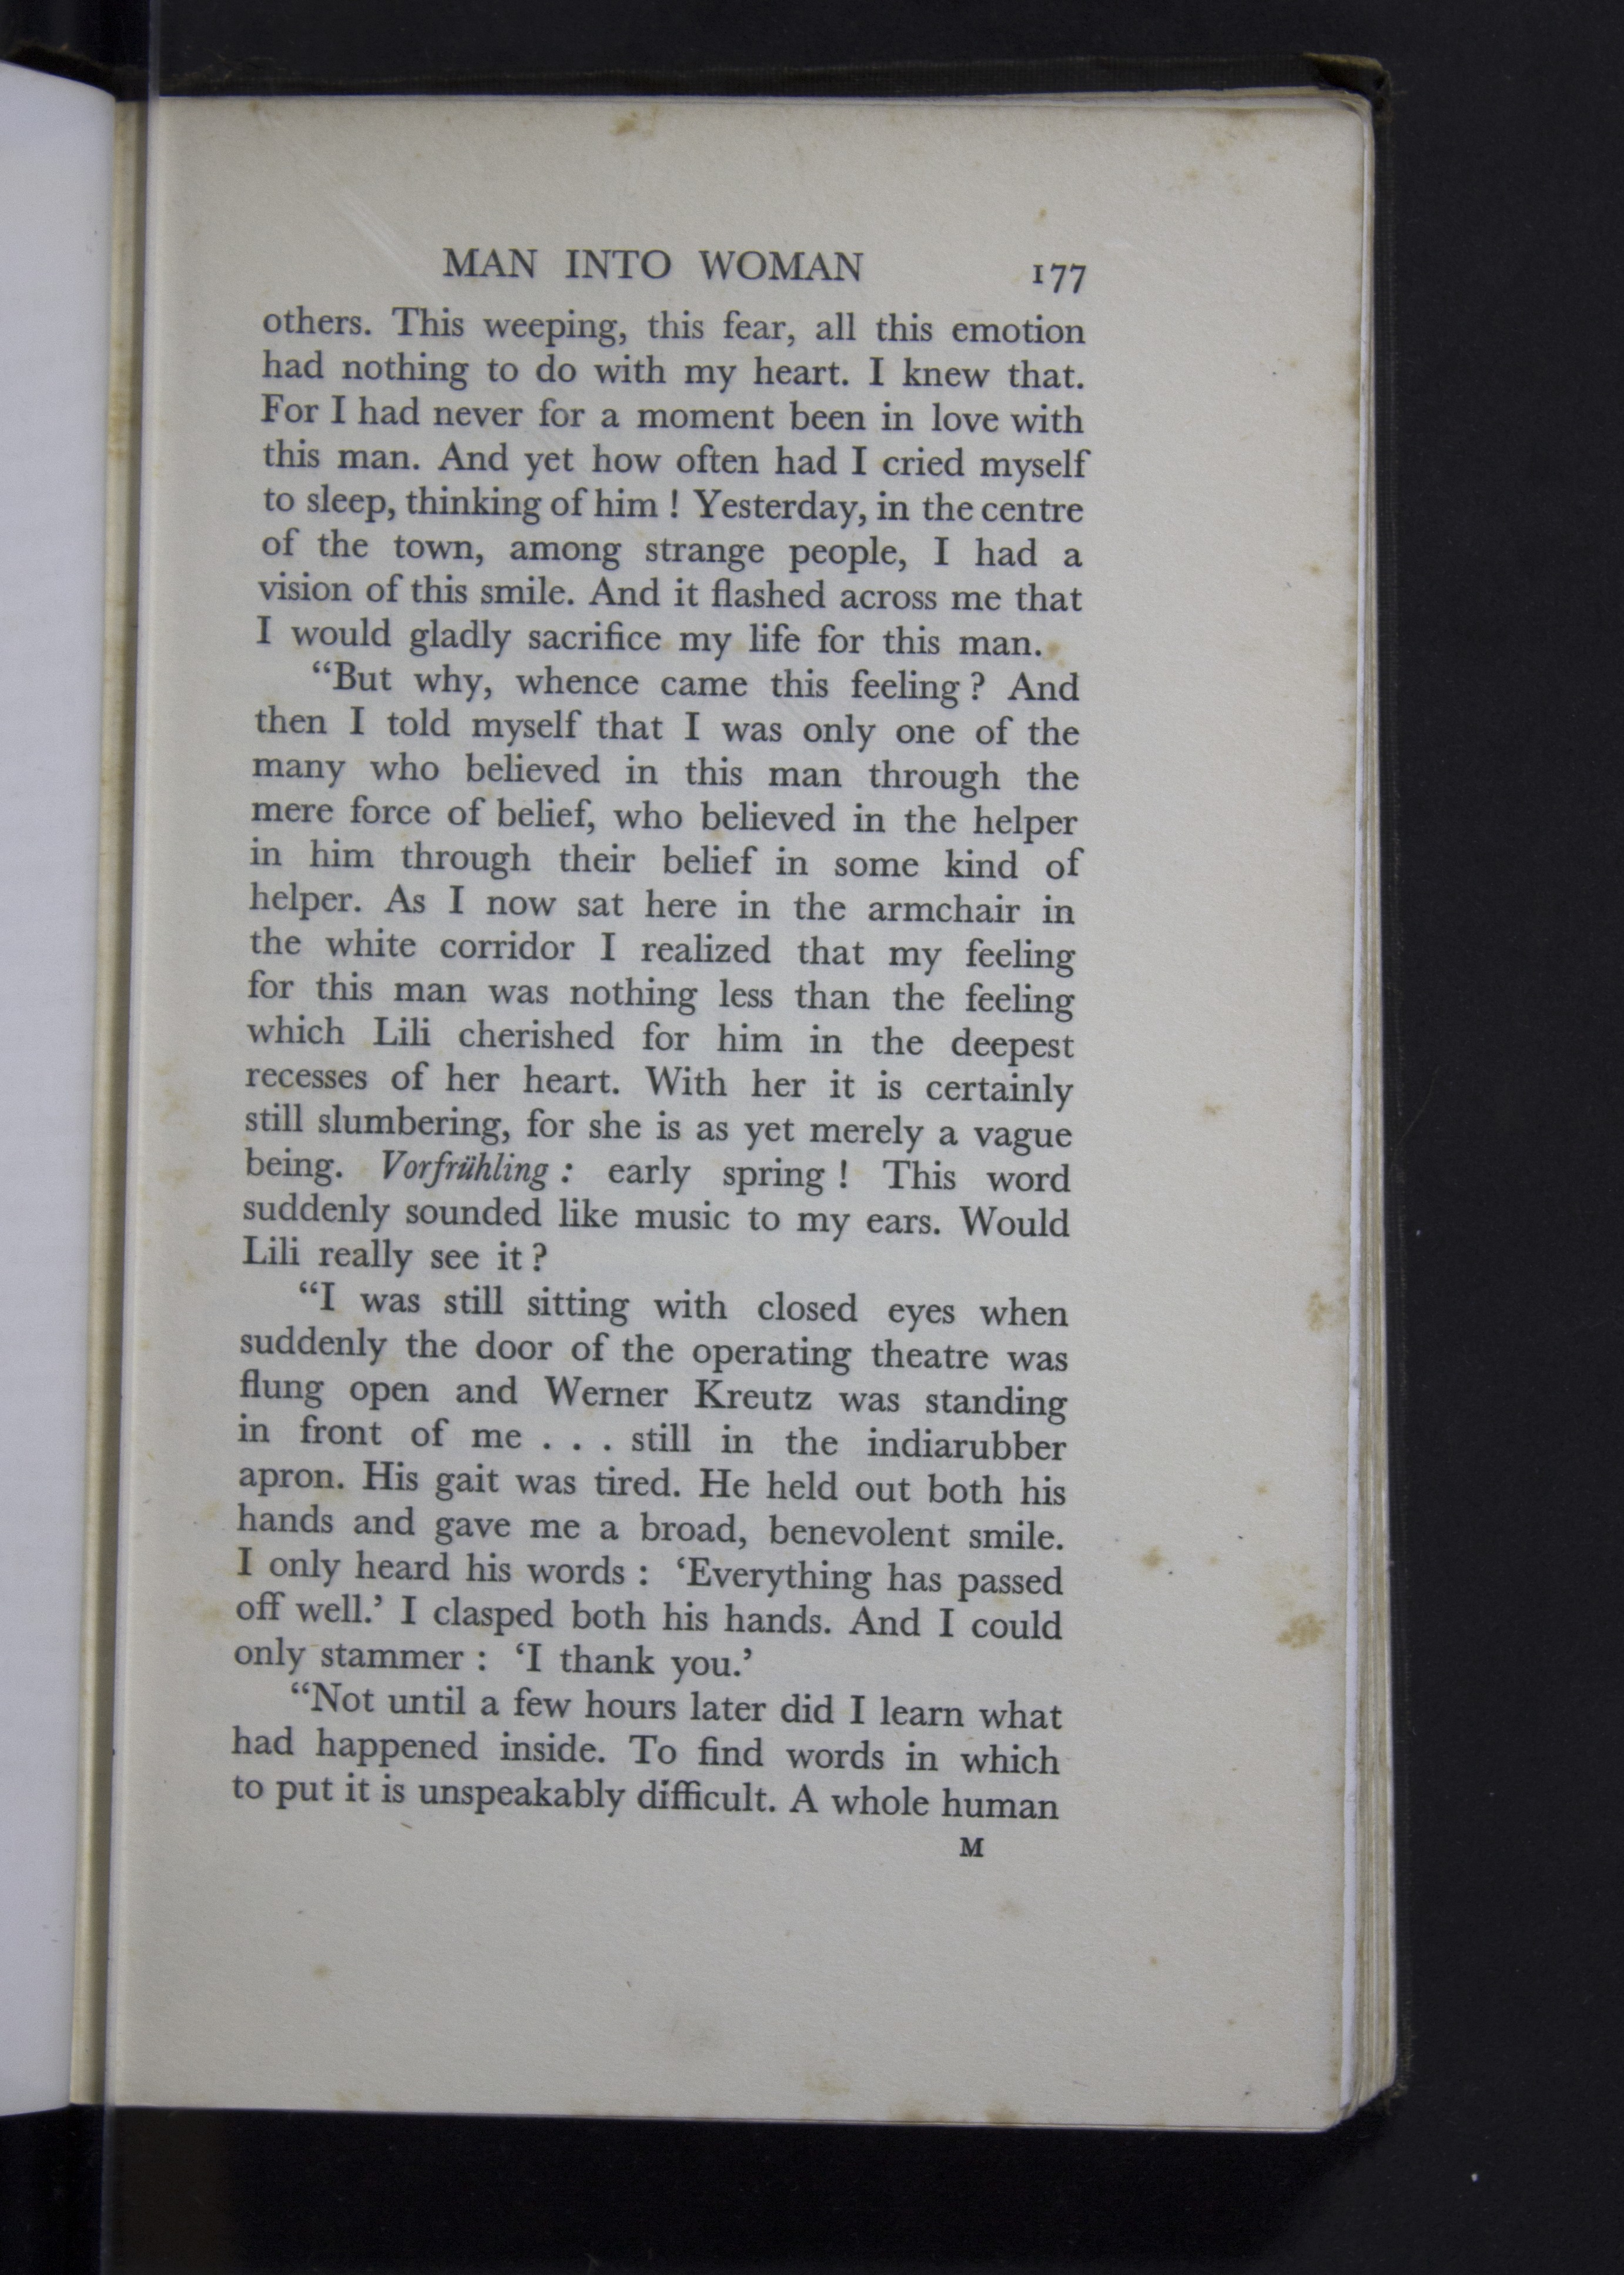 MAN INTO WOMAN 177
others. This weeping, this fear, all this emotion
had nothing to do with my heart. I knew that.
For I had never for a moment been in love with
this man. And yet how often had I cried myself
to sleep, thinking of him ! Yesterday, in the centre
of the town, among strange people, I had a
vision of this smile. And it flashed across me that
I would gladly sacrifice my life for this man.
“But why, whence came this feeling ? And
then I told myself that I was only one of the
many who believed in this man through the
mere force of belief, who believed in the helper
in him through their belief in some kind of
helper. As I now sat here in the armchair in
the white corridor I realized that my feeling
for this man was nothing less than the feeling
which Lili cherished for him in the deepest
recesses of her heart. With her it is certainly
still slumbering, for she is as yet merely a vague
being. Vorfrühling : early spring ! This word
suddenly sounded like music to my ears. Would
Lili really see it ?
“I was still sitting with closed eyes when
suddenly the door of the operating theatre was
flung open and Werner Kreutz was standing
in front of me . . . still in the indiarubber
apron. His gait was tired. He held out both his
hands and gave me a broad, benevolent smile.
I only heard his words : ‘Everything has passed
off well.’ I clasped both his hands. And I could
only stammer : ‘I thank you.’
“Not until a few hours later did I learn what
had happened inside. To find words in which
to put it is unspeakably difficult. A whole human
M